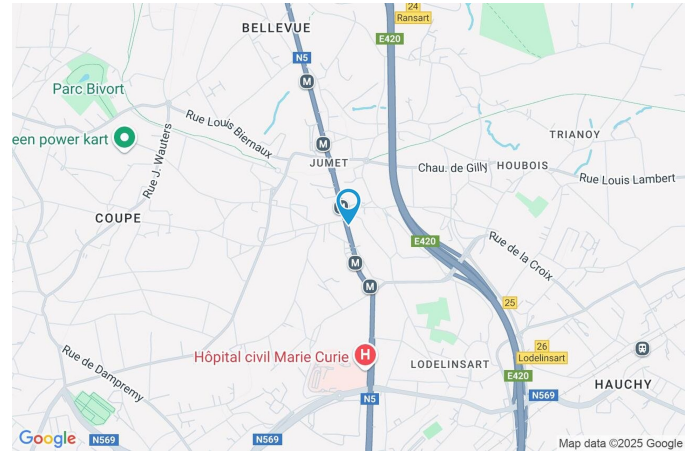 24
Ransart
BELLEVUE
E420
N5
M
Parc Bivort
Rue Louis Biernaux
een power kart
Rue J. Wauters
M
TRIANOY
JUMET
Chau. de Gilly
HOUBOIS
Rue Louis Lambert
M
COUPE
E420
Rue de la Croix
M
M
25
Rue de Dampremy
Hôpital civil Marie Curie
H
26
Lodelinsart
LODELINSART
E420
HAUCHY
N5
N569
N569
N569
Google
Map data ©2025 Google